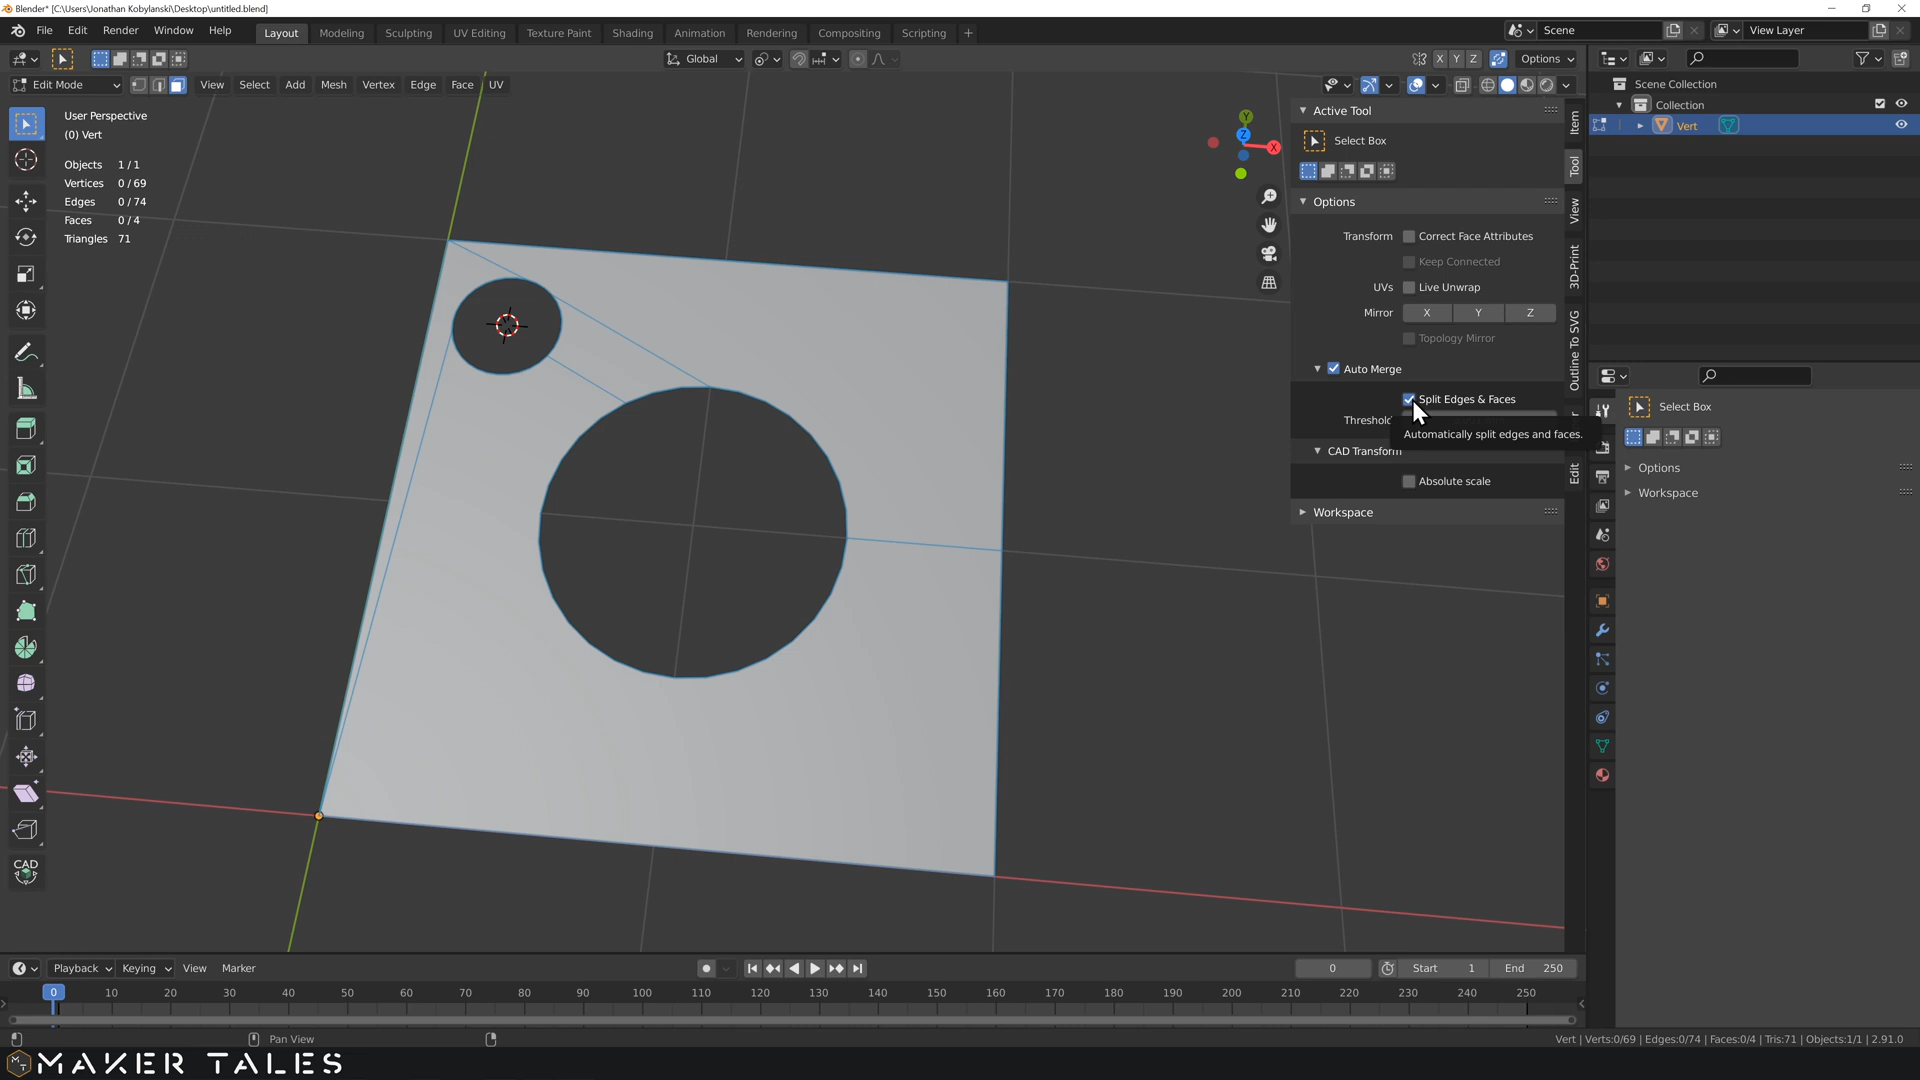 Blender* [C:\Users\Jonathan Kobylanski\Desktop\untitled.blend]
File Edit Render Window Help Layout Modeling Sculpting UV Editing Texture Paint Shading Animation Rendering Compositing Scripting + Scene View Layer
Global X Y Z Options
Edit Mode View Select Add Mesh Vertex Edge Face UV
Scene Collection
Collection
Vert
User Perspective
(0) Vert
Objects 1/1
Vertices 0/69
Edges 0/74
Faces 0/4
Triangles 71
Y
Z
X
Active Tool
Select Box
Options
Transform Correct Face Attributes
Keep Connected
UVs Live Unwrap
Mirror X Y Z
Topology Mirror
Auto Merge
Split Edges & Faces
Threshold
Automatically split edges and faces.
CAD Transform
Absolute scale
Workspace
Item
Tool
View
3D-Print
Outline To SVG
Edit
Select Box
Options
Workspace
CAD
Playback Keying View Marker 0 Start 1 End 250
0 10 20 30 40 50 60 70 80 90 100 110 120 130 140 150 160 170 180 190 200 210 220 230 240 250
Pan View
Vert | Verts:0/69 | Edges:0/74 | Faces:0/4 | Tris:71 | Objects:1/1 | 2.91.0
MAKER TALES